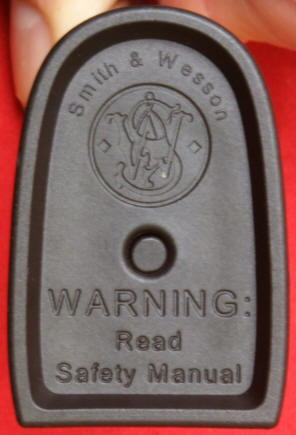 Smith & Wesson
WARNING:
Read
Safety Manual